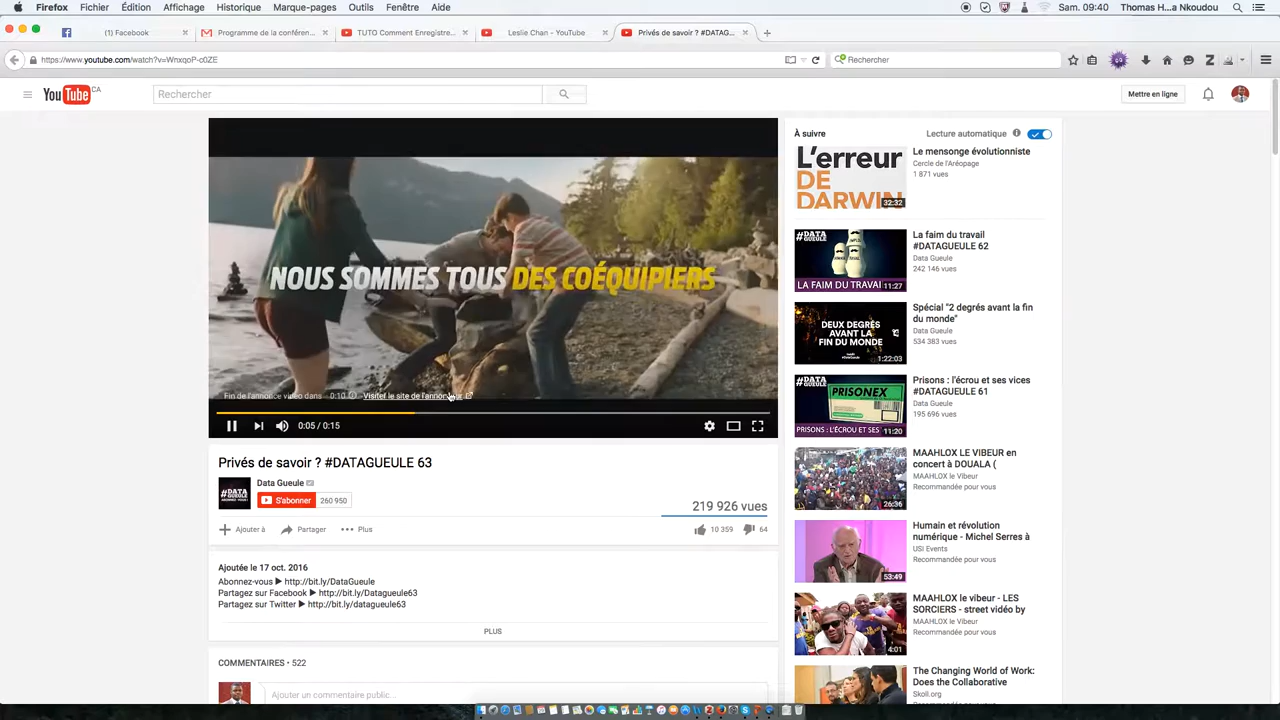 Firefox Fichier Édition Affichage Historique Marque-pages Outils Fenêtre Aide Sam. 09:40 Thomas H...a Nkoudou
(1) Facebook × Programme de la conféren... × TUTO Comment Enregistre... × Leslie Chan - YouTube × Privés de savoir ? #DATAG... ×
https://www.youtube.com/watch?v=WnxqoP-c0ZE Rechercher
YouTube CA Rechercher Mettre en ligne
NOUS SOMMES TOUS DES COÉQUIPIERS
Fin de l'annonce vidéo dans 0:10 Visiter le site de l'annonceur
0:05 / 0:15
Privés de savoir ? #DATAGUEULE 63
Data Gueule
S'abonner 260 950
219 926 vues
Ajouter à Partager Plus 10 359 64
Ajoutée le 17 oct. 2016
Abonnez-vous ► http://bit.ly/DataGueule
Partagez sur Facebook ► http://bit.ly/Datagueule63
Partagez sur Twitter ► http://bit.ly/datagueule63
PLUS
COMMENTAIRES • 522
Ajouter un commentaire public...
À suivre Lecture automatique
L'erreur
DE
DARWIN
32:32
Le mensonge évolutionniste
Cercle de l'Aréopage
1 871 vues
#DATA
GUEULE
LA FAIM DU TRAVAI
11:27
La faim du travail
#DATAGUEULE 62
Data Gueule
242 146 vues
DEUX DEGRÉS
AVANT LA
FIN DU MONDE
1:22:03
Spécial "2 degrés avant la fin
du monde"
Data Gueule
534 383 vues
#DATA
GUEULE
PRISONEX
PRISONS : L'ÉCROU ET SES
11:20
Prisons : l'écrou et ses vices
#DATAGUEULE 61
Data Gueule
195 696 vues
26:36
MAAHLOX LE VIBEUR en
concert à DOUALA (
MAAHLOX le Vibeur
Recommandée pour vous
53:49
Humain et révolution
numérique - Michel Serres à
USI Events
Recommandée pour vous
4:01
MAAHLOX le vibeur - LES
SORCIERS - street vidéo by
MAAHLOX le Vibeur
Recommandée pour vous
The Changing World of Work:
Does the Collaborative
Skoll.org